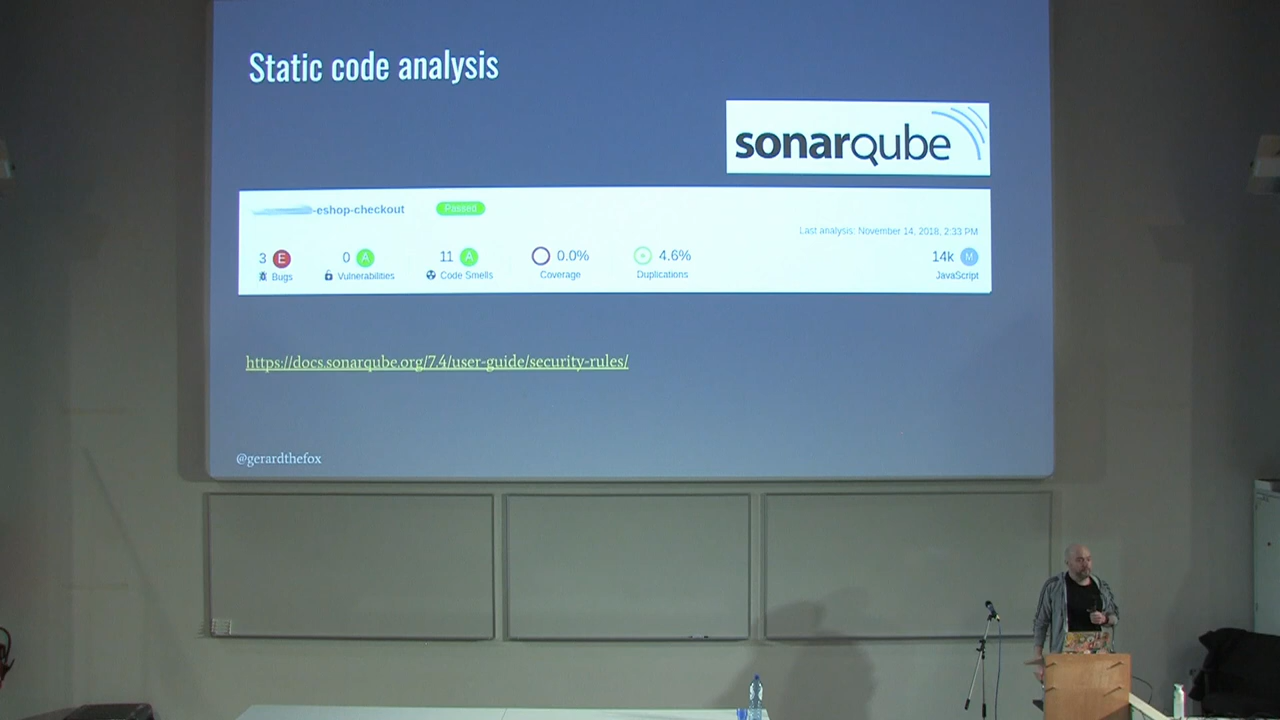 Static code analysis
sonarqube
-eshop-checkout
Passed
Last analysis: November 14, 2018, 2:33 PM
3 E
0 A
11 A
0.0%
4.6%
14k M
Bugs
Vulnerabilities
Code Smells
Coverage
Duplications
JavaScript
https://docs.sonarqube.org/7.4/user-guide/security-rules/
@gerardthefox